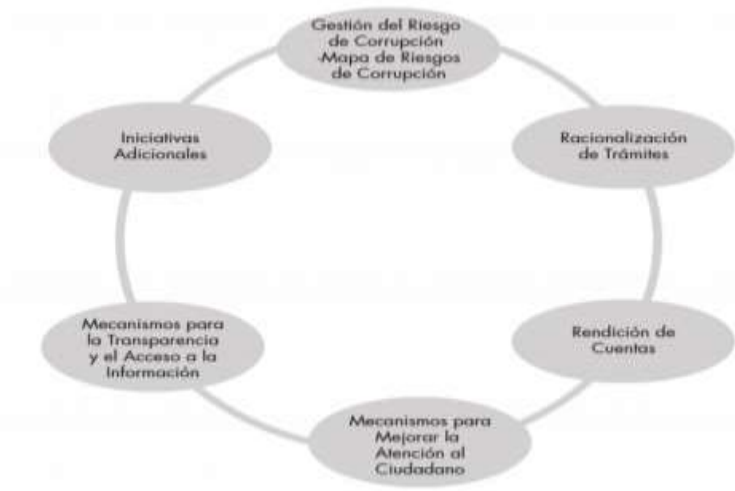 Gestión del Riesgo
de Corrupción
-Mapa de Riesgos
de Corrupción
Racionalización
de Trámites
Rendición de
Cuentas
Mecanismos para
Mejorar la
Atención al
Ciudadano
Mecanismos para
la Transparencia
y el Acceso a la
Información
Iniciativas
Adicionales